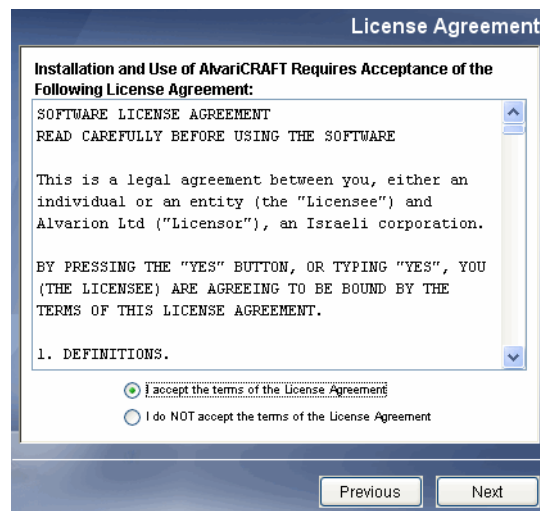 License Agreement
Installation and Use of AlvariCRAFT Requires Acceptance of the
Following License Agreement:
SOFTWARE LICENSE AGREEMENT
READ CAREFULLY BEFORE USING THE SOFTWARE
This is a legal agreement between you, either an
individual or an entity (the "Licensee") and
Alvarion Ltd ("Licensor"), an Israeli corporation.
BY PRESSING THE "YES" BUTTON, OR TYPING "YES", YOU
(THE LICENSEE) ARE AGREEING TO BE BOUND BY THE
TERMS OF THIS LICENSE AGREEMENT.
1. DEFINITIONS.
I accept the terms of the License Agreement
I do NOT accept the terms of the License Agreement
Previous
Next